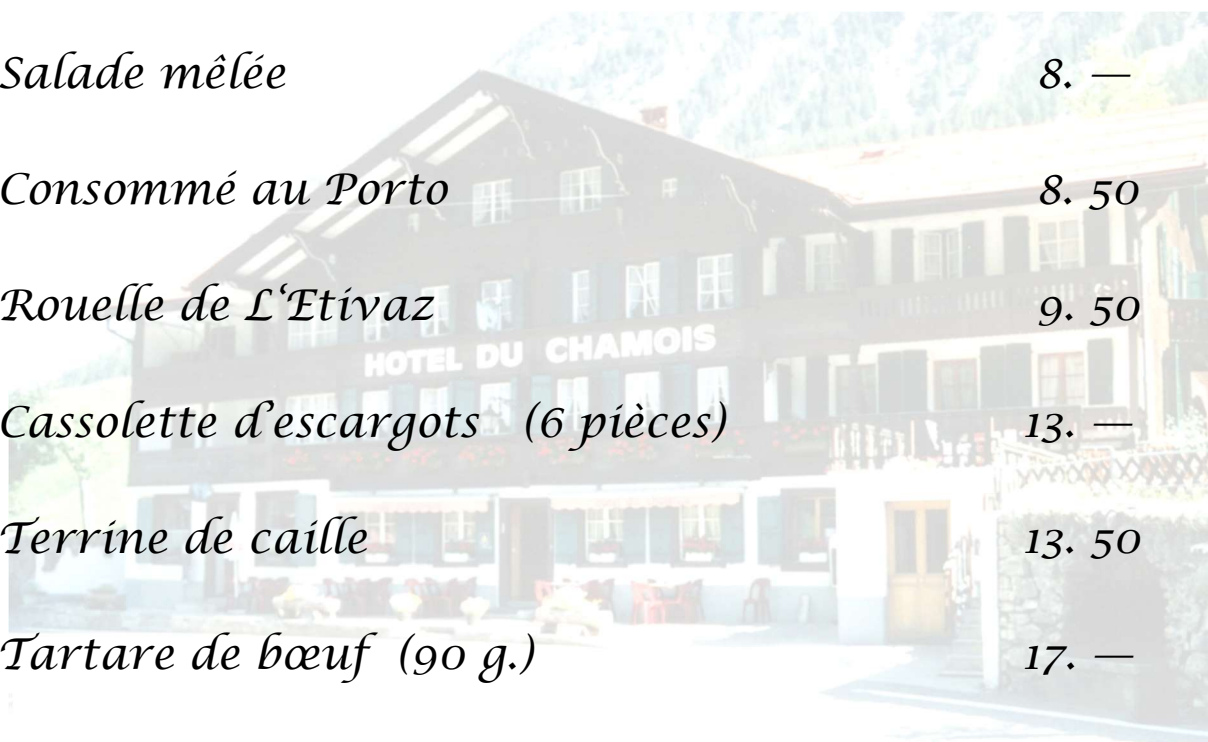 Salade mêlée 8. —
Consommé au Porto 8. 50
Rouelle de L‘Etivaz 9. 50
HOTEL DU CHAMOIS
Cassolette d'escargots (6 pièces) 13. —
Terrine de caille 13. 50
Tartare de bœuf (90 g.) 17. —